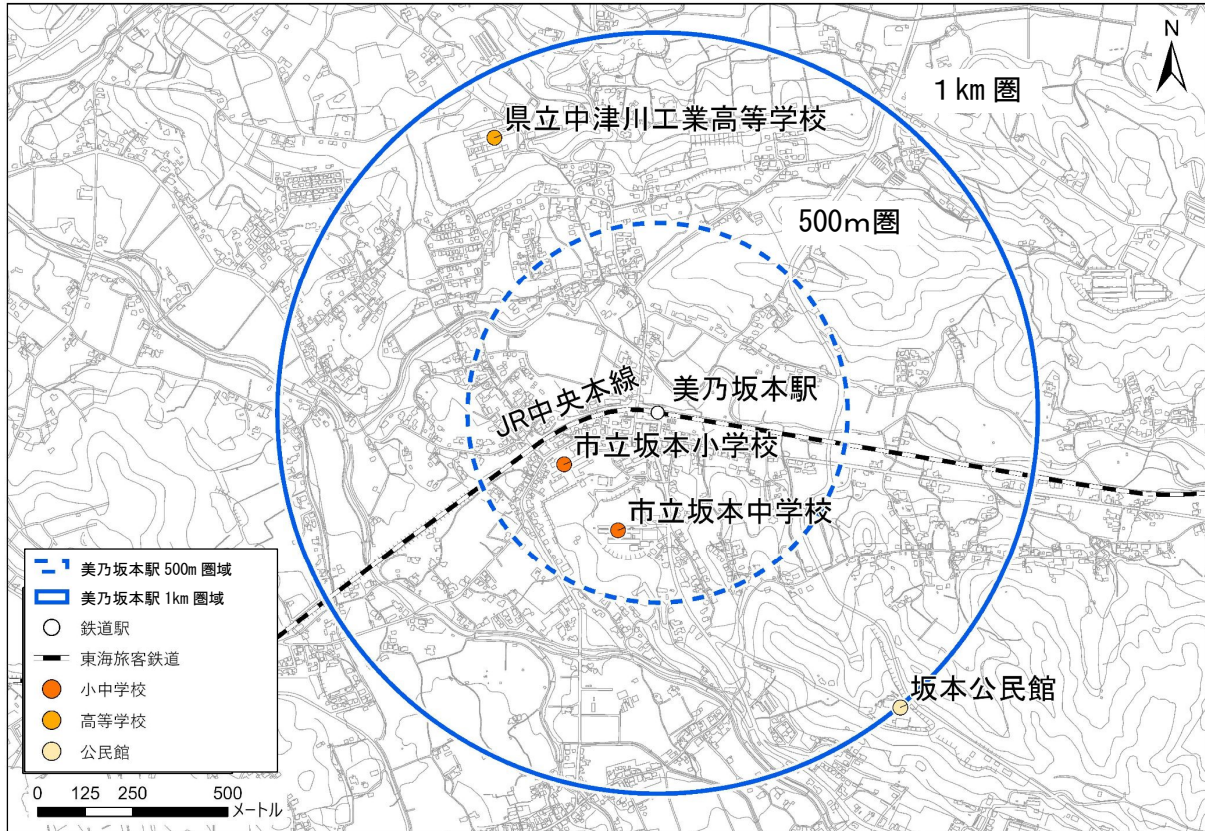 N
1km圏
県立中津川工業高等学校
500m圏
JR中央本線
美乃坂本駅
市立坂本小学校
市立坂本中学校
坂本公民館
美乃坂本駅 500m 圏域
美乃坂本駅 1km 圏域
鉄道駅
東海旅客鉄道
小中学校
高等学校
公民館
0 125 250 500 メートル